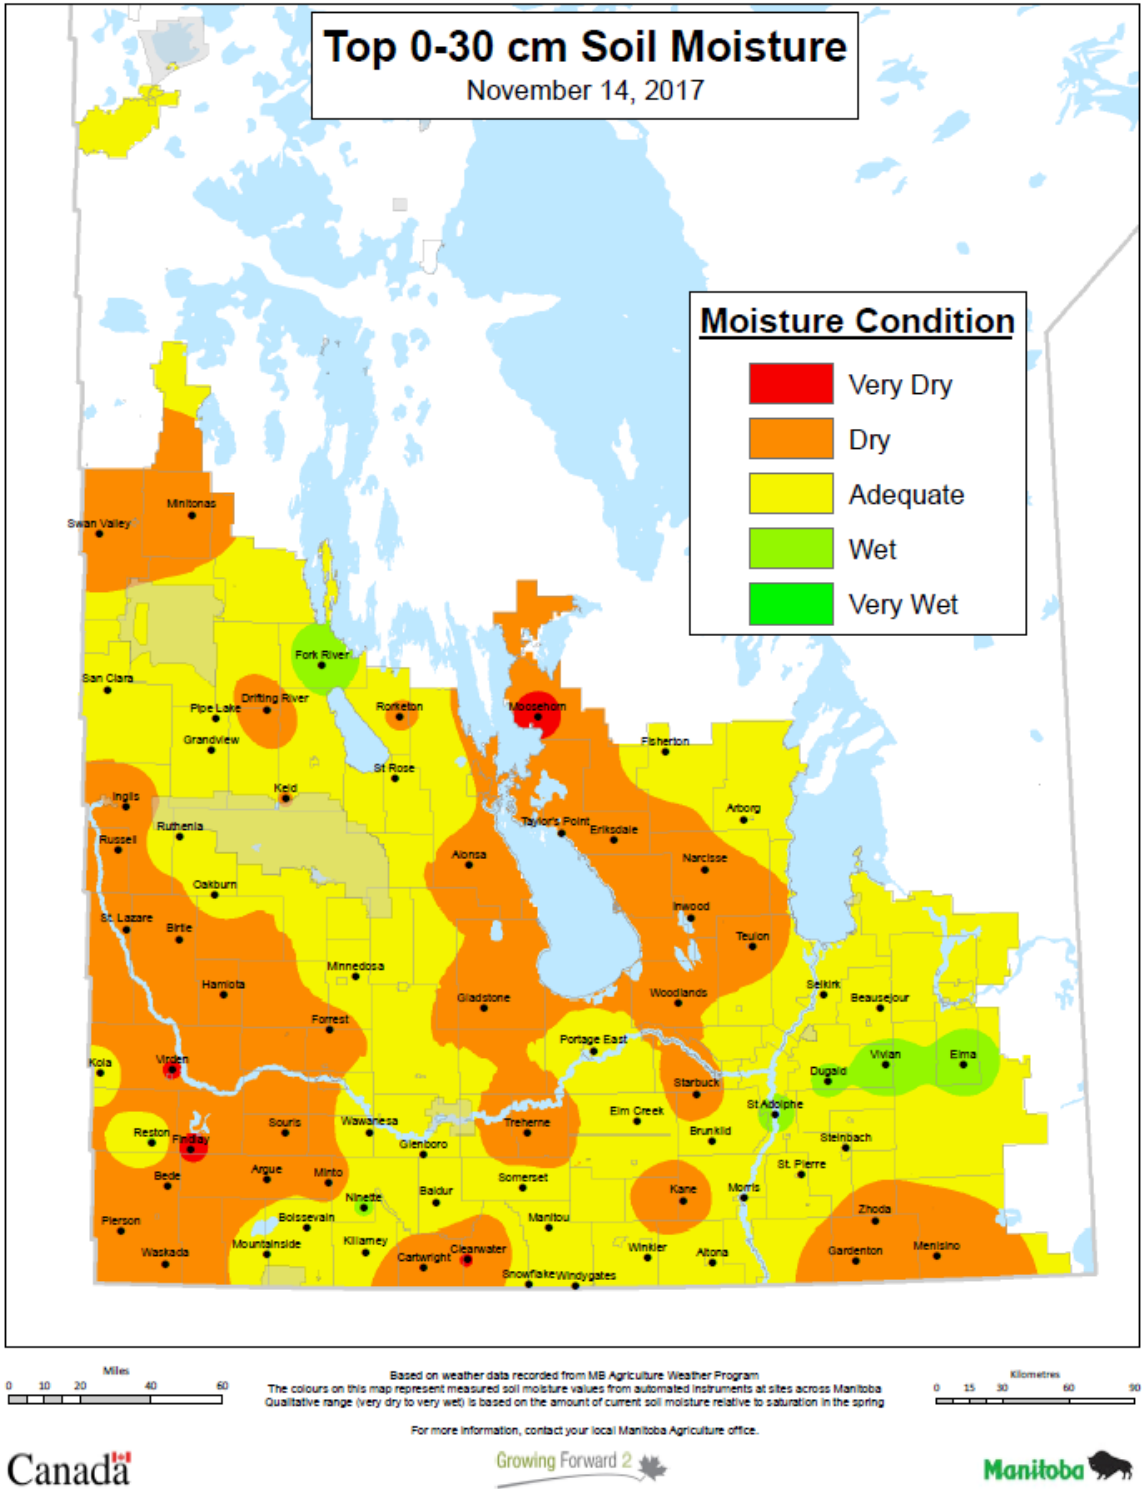 Top 0-30 cm Soil Moisture
November 14, 2017
Moisture Condition
Very Dry
Dry
Adequate
Wet
Very Wet
Minitonas
Swan Valley
Fork River
San Clara
Drifting River
Pipe Lake
Rorketon
Moosehorn
Grandview
Fisherton
St Rose
Keld
Inglis
Arborg
Ruthenia
Taylor's Point
Eriksdale
Russell
Alonsa
Narcisse
Oakburn
Inwood
St. Lazare
Birtle
Teulon
Minnedosa
Hamiota
Selkirk
Gladstone
Woodlands
Beausejour
Forrest
Portage East
Kola
Virden
Vivian
Elma
Dugald
Starbuck
St Adolphe
Elm Creek
Souris
Wawanesa
Treherne
Reston
Findlay
Brunkild
Steinbach
Glenboro
St. Pierre
Bede
Argue
Minto
Somerset
Kane
Morris
Ninette
Baldur
Zhoda
Pierson
Boissevain
Manitou
Waskada
Mountainside
Killarney
Cartwright
Clearwater
Winkler
Altona
Gardenton
Menisino
Snowflake
Windygates
Miles
0 10 20 40 60
Based on weather data recorded from MB Agriculture Weather Program
The colours on this map represent measured soil moisture values from automated instruments at sites across Manitoba
Qualitative range (very dry to very wet) is based on the amount of current soil moisture relative to saturation in the spring
For more information, contact your local Manitoba Agriculture office.
Kilometres
0 15 30 60 90
Canada
Growing Forward 2
Manitoba